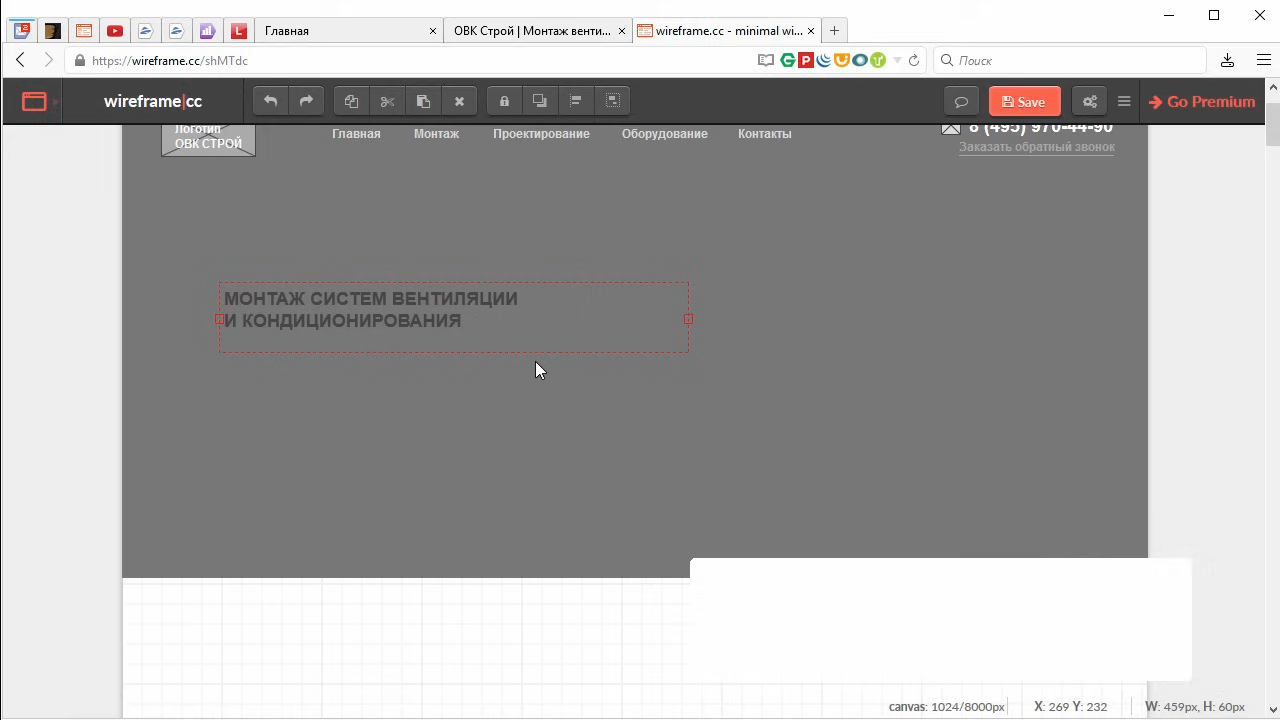 Главная
ОВК Строй | Монтаж венти...
wireframe.cc - minimal wi...
https://wireframe.cc/shMTdc
Поиск
wireframe|cc
Save
Go Premium
Логотип
ОВК СТРОЙ
Главная
Монтаж
Проектирование
Оборудование
Контакты
8 (495) 970-44-90
Заказать обратный звонок
МОНТАЖ СИСТЕМ ВЕНТИЛЯЦИИ
И КОНДИЦИОНИРОВАНИЯ
canvas: 1024/8000px
X: 269 Y: 232
W: 459px, H: 60px